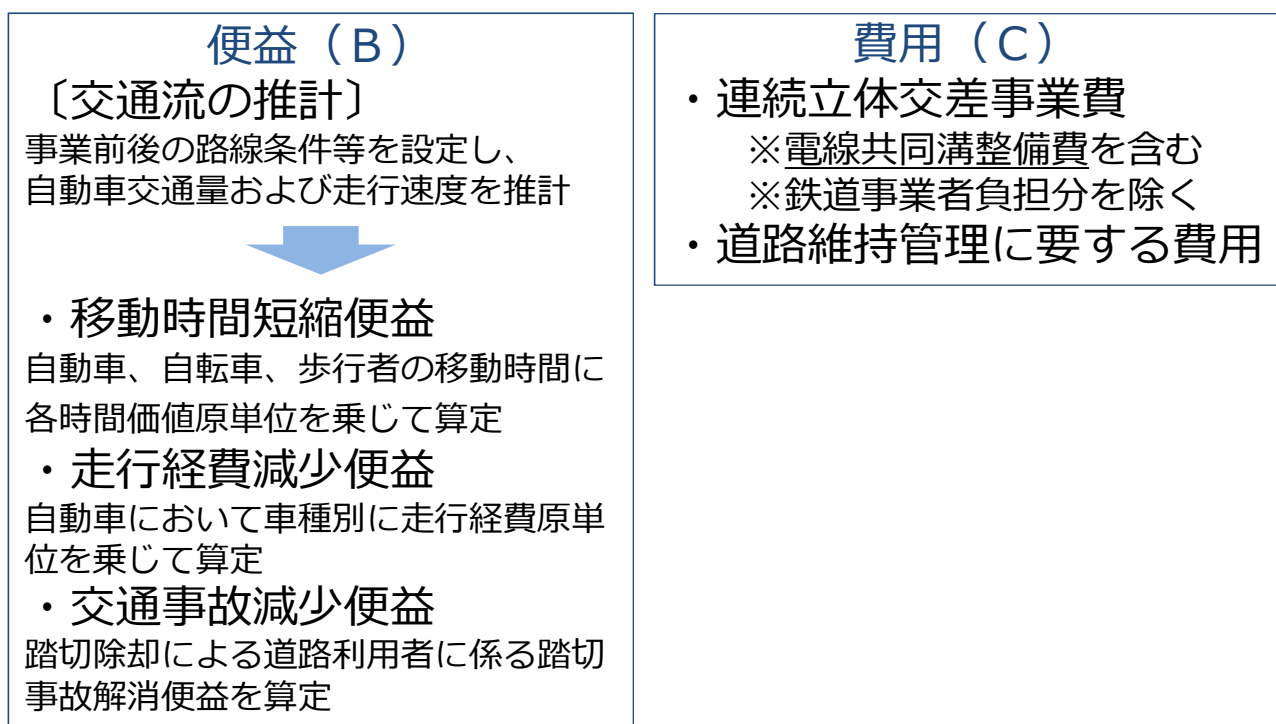 便益（B）
〔交通流の推計〕
事業前後の路線条件等を設定し、
自動車交通量および走行速度を推計
・移動時間短縮便益
自動車、自転車、歩行者の移動時間に
各時間価値原単位を乗じて算定
・走行経費減少便益
自動車において車種別に走行経費原単
位を乗じて算定
・交通事故減少便益
踏切除却による道路利用者に係る踏切
事故解消便益を算定
費用（C）
・連続立体交差事業費
※電線共同溝整備費を含む
※鉄道事業者負担分を除く
・道路維持管理に要する費用